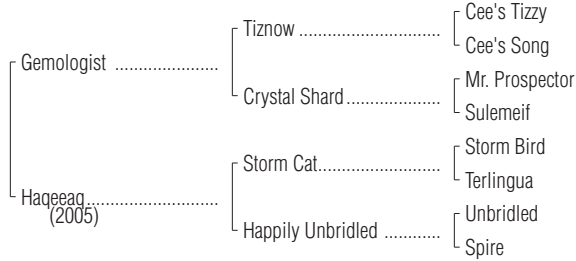 Cee's Tizzy
Tiznow ....................................
Cee's Song
Gemologist ..........................
Mr. Prospector
Crystal Shard........................
Sulemeif
Storm Bird
Storm Cat..............................
Terlingua
Haqeeaq.................................
(2005)
Unbridled
Happily Unbridled ..............
Spire